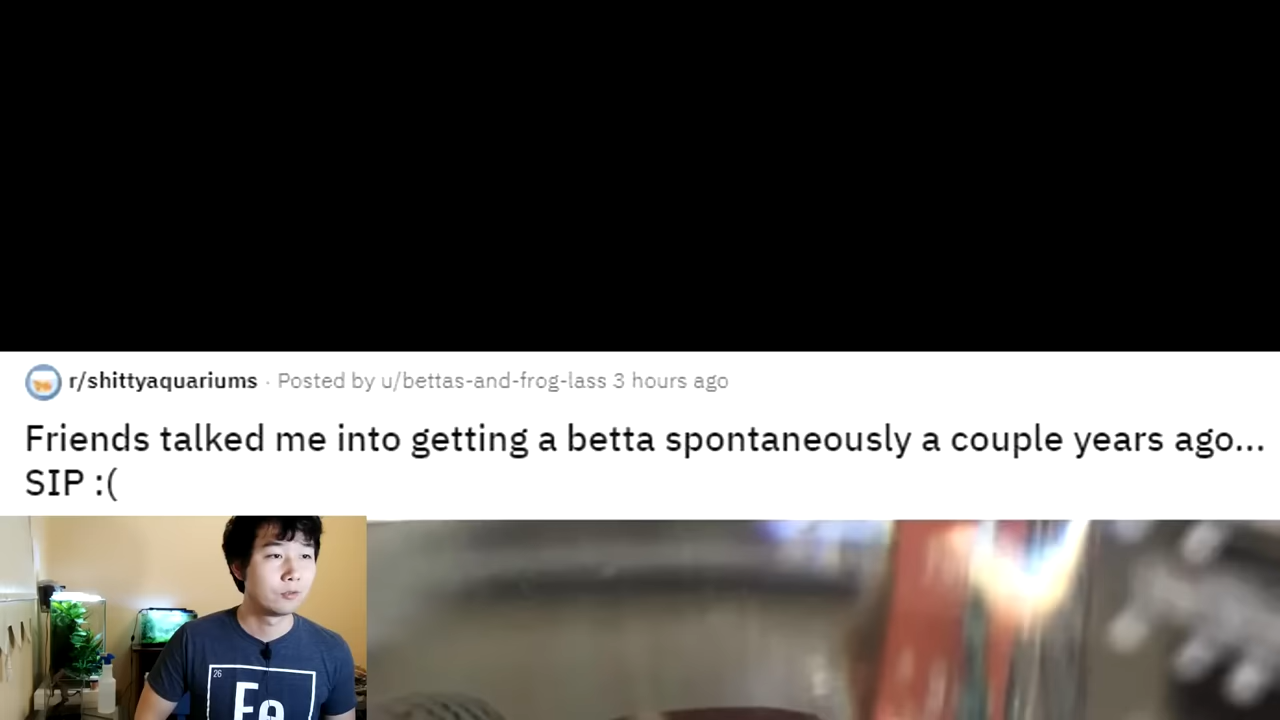 r/shittyaquariums · Posted by u/bettas-and-frog-lass 3 hours ago
Friends talked me into getting a betta spontaneously a couple years ago...
SIP :(
26
Fe